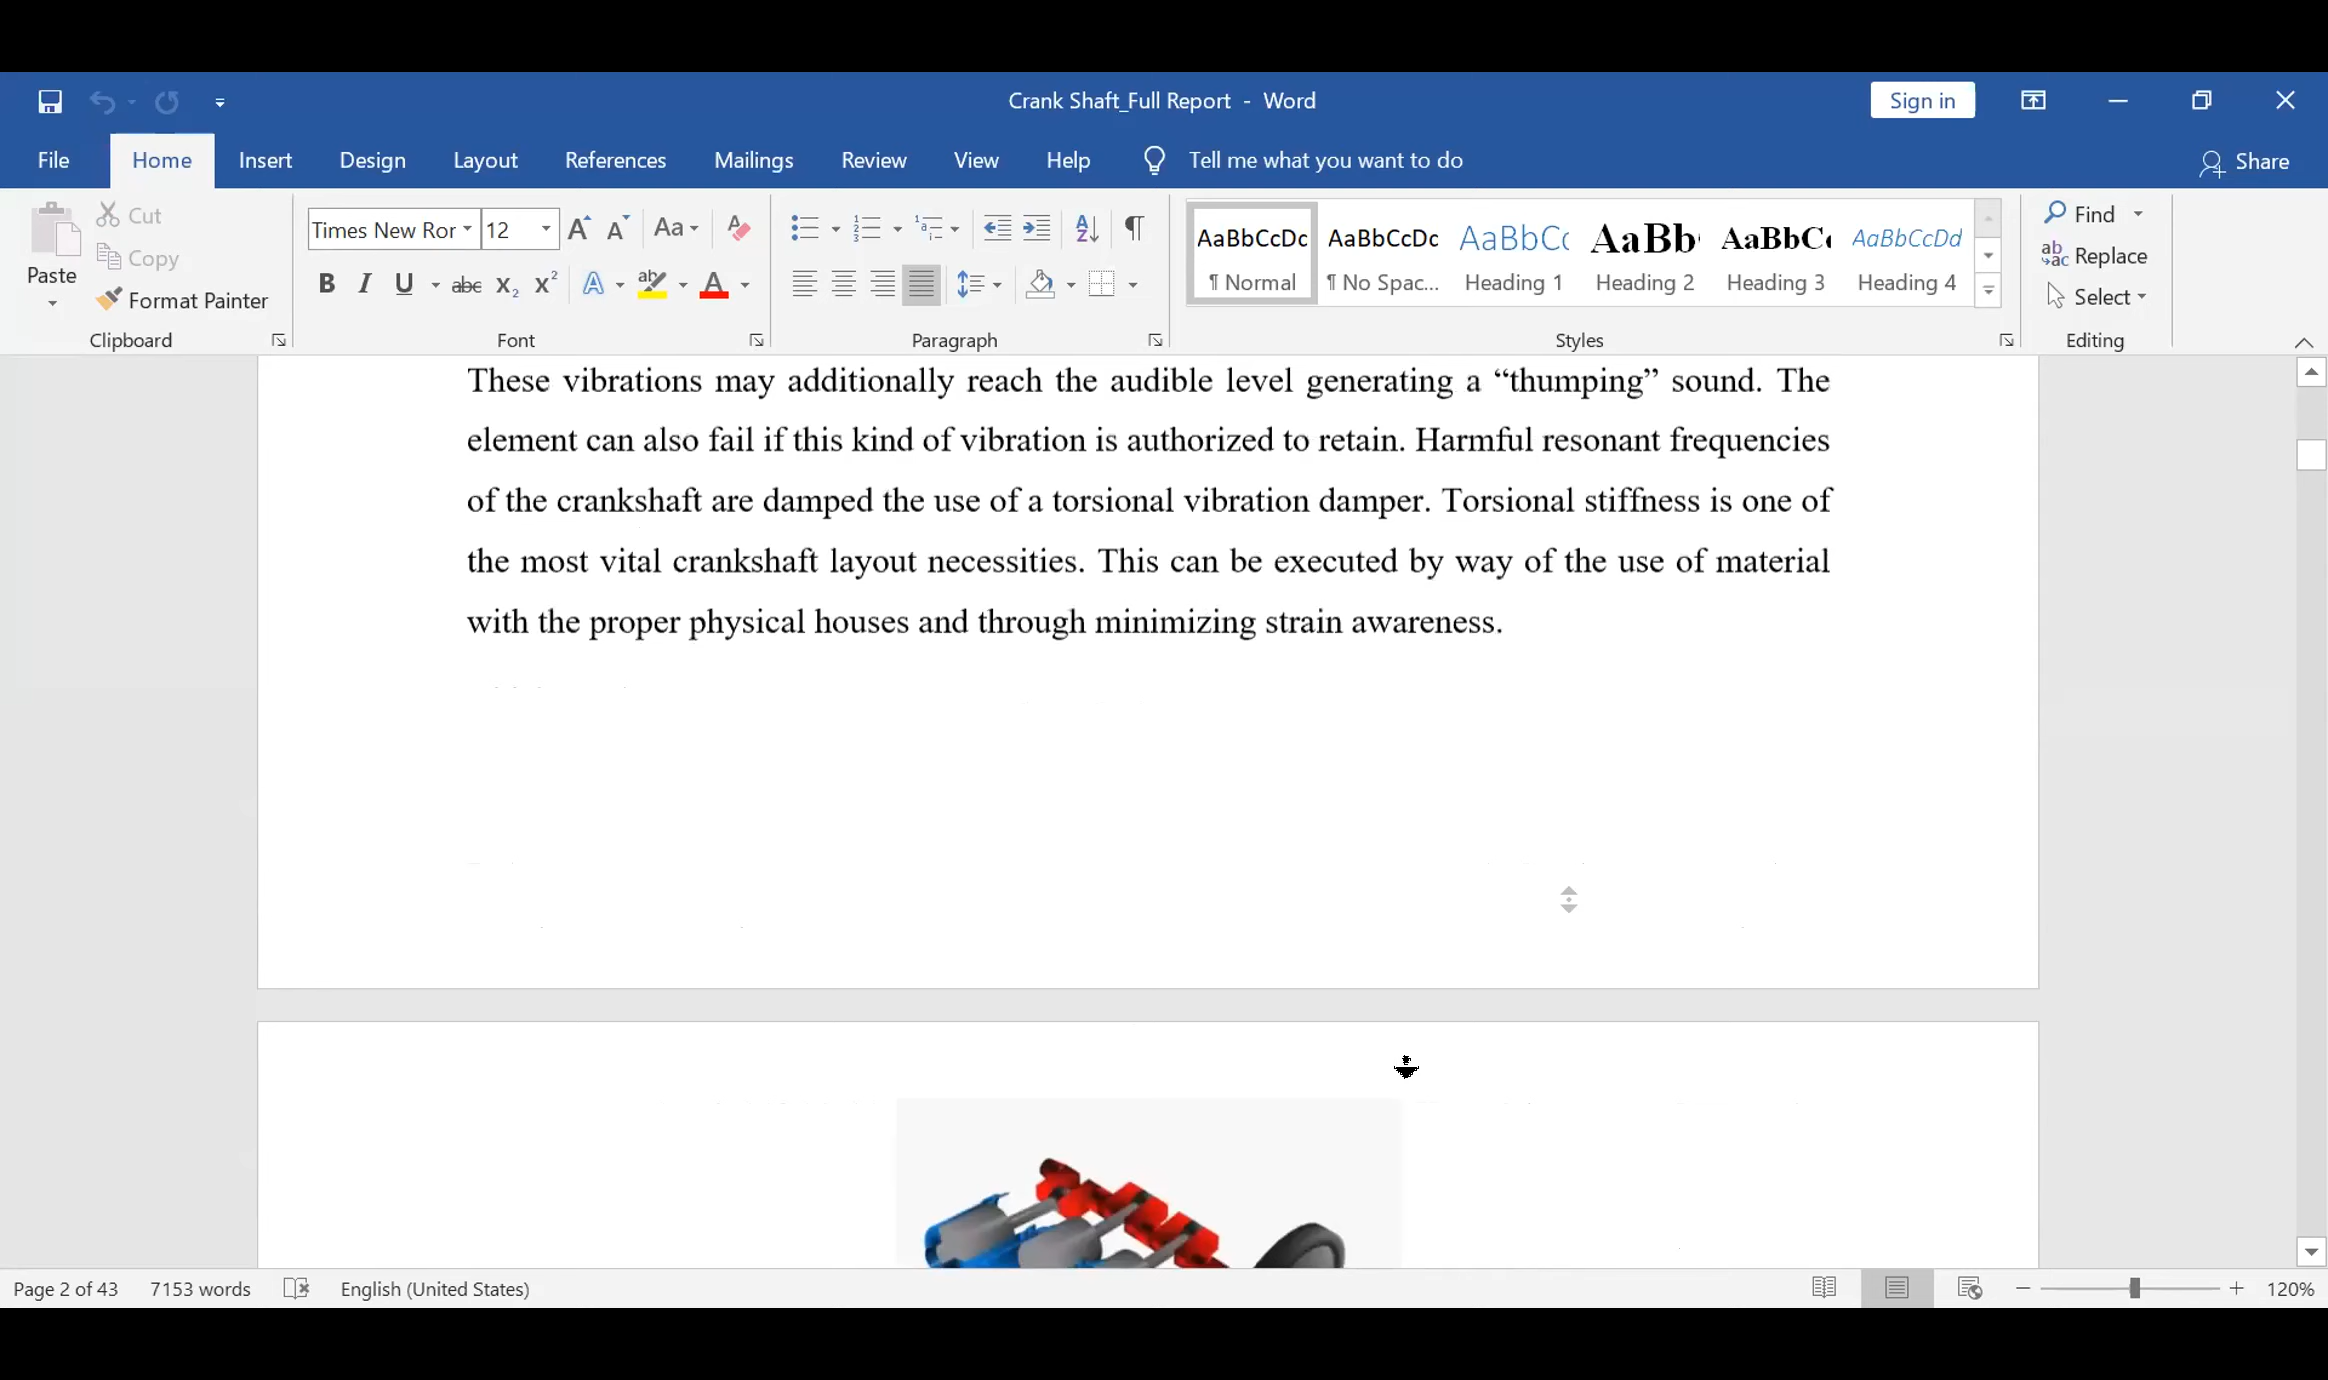 Crank Shaft_Full Report - Word
Sign in
File Home Insert Design Layout References Mailings Review View Help Tell me what you want to do Share
Paste
Cut
Copy
Format Painter
Clipboard
Times New Ror 12
Aa
B I U abc X₂ X² A ab A
Font
Paragraph
AaBbCcDc AaBbCcDc AaBbCc AaBb AaBbCc AaBbCcDd
¶ Normal ¶ No Spac... Heading 1 Heading 2 Heading 3 Heading 4
Styles
Find
Replace
Select
Editing
These vibrations may additionally reach the audible level generating a “thumping” sound. The
element can also fail if this kind of vibration is authorized to retain. Harmful resonant frequencies
of the crankshaft are damped the use of a torsional vibration damper. Torsional stiffness is one of
the most vital crankshaft layout necessities. This can be executed by way of the use of material
with the proper physical houses and through minimizing strain awareness.
Page 2 of 43 7153 words English (United States) 120%